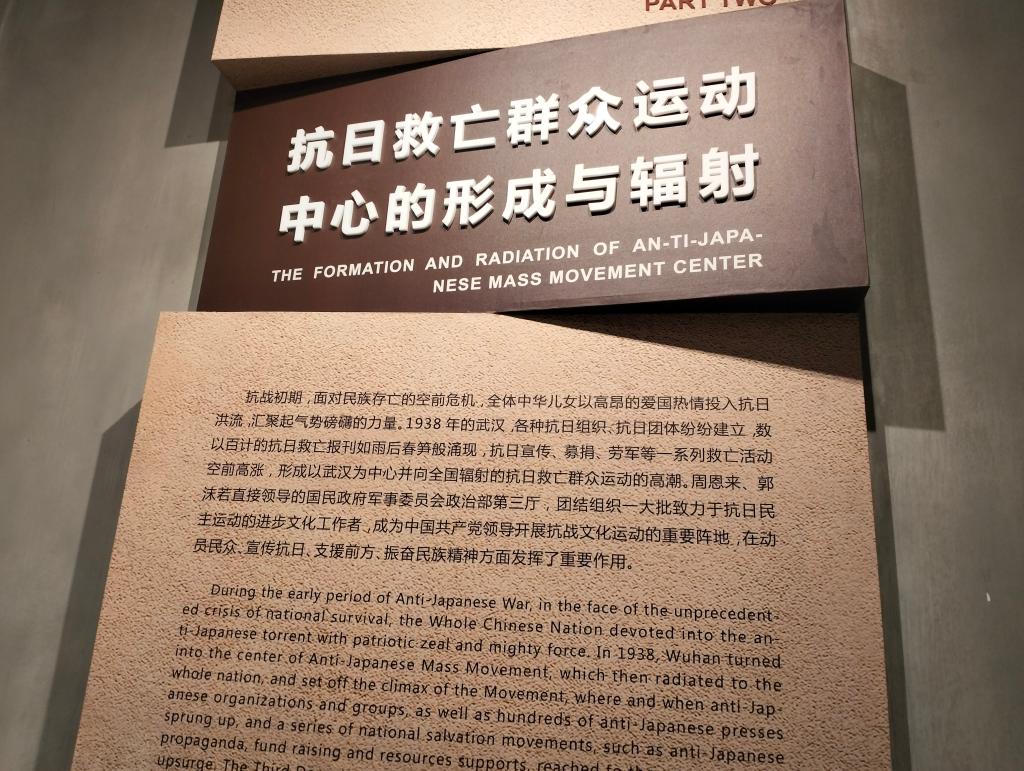 PART TWO
抗日救亡群众运动
中心的形成与辐射
THE FORMATION AND RADIATION OF AN-TI-JAPA-
NESE MASS MOVEMENT CENTER
抗战初期,面对民族存亡的空前危机,全体中华儿女以高昂的爱国热情投入抗日
洪流,汇聚起气势磅礴的力量。1938年的武汉,各种抗日组织、抗日团体纷纷建立,数
以百计的抗日救亡报刊如雨后春笋般涌现,抗日宣传、募捐、劳军等一系列救亡活动
空前高涨,形成以武汉为中心并向全国辐射的抗日救亡群众运动的高潮。周恩来、郭
沫若直接领导的国民政府军事委员会政治部第三厅,团结组织一大批致力于抗日民
主运动的进步文化工作者,成为中国共产党领导开展抗战文化运动的重要阵地,在动
员民众、宣传抗日、支援前方、振奋民族精神方面发挥了重要作用。
During the early period of Anti-Japanese War, in the face of the unprecedent-
ed crisis of national survival, the Whole Chinese Nation devoted into the an-
ti-Japanese torrent with patriotic zeal and mighty force. In 1938, Wuhan turned
into the center of Anti-Japanese Mass Movement, which then radiated to the
whole nation, and set off the climax of the Movement, where and when anti-Jap-
anese organizations and groups, as well as hundreds of anti-Japanese presses
sprung up, and a series of national salvation movements, such as anti-Japanese
propaganda, fund raising and resources supports, reached to
upsurge. The Third